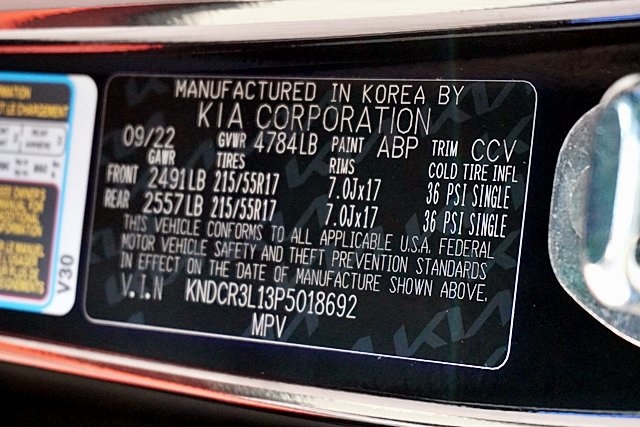 MANUFACTURED IN KOREA BY
KIA CORPORATION
09/22 GVWR 4784LB PAINT ABP TRIM CCV
GAWR TIRES RIMS COLD TIRE INFL
FRONT 2491LB 215/55R17 7.0Jx17 36 PSI SINGLE
REAR 2557LB 215/55R17 7.0Jx17 36 PSI SINGLE
THIS VEHICLE CONFORMS TO ALL APPLICABLE U.S.A. FEDERAL
MOTOR VEHICLE SAFETY AND THEFT PREVENTION STANDARDS
IN EFFECT ON THE DATE OF MANUFACTURE SHOWN ABOVE.
V.I.N KNDCR3L13P5018692
MPV
V30